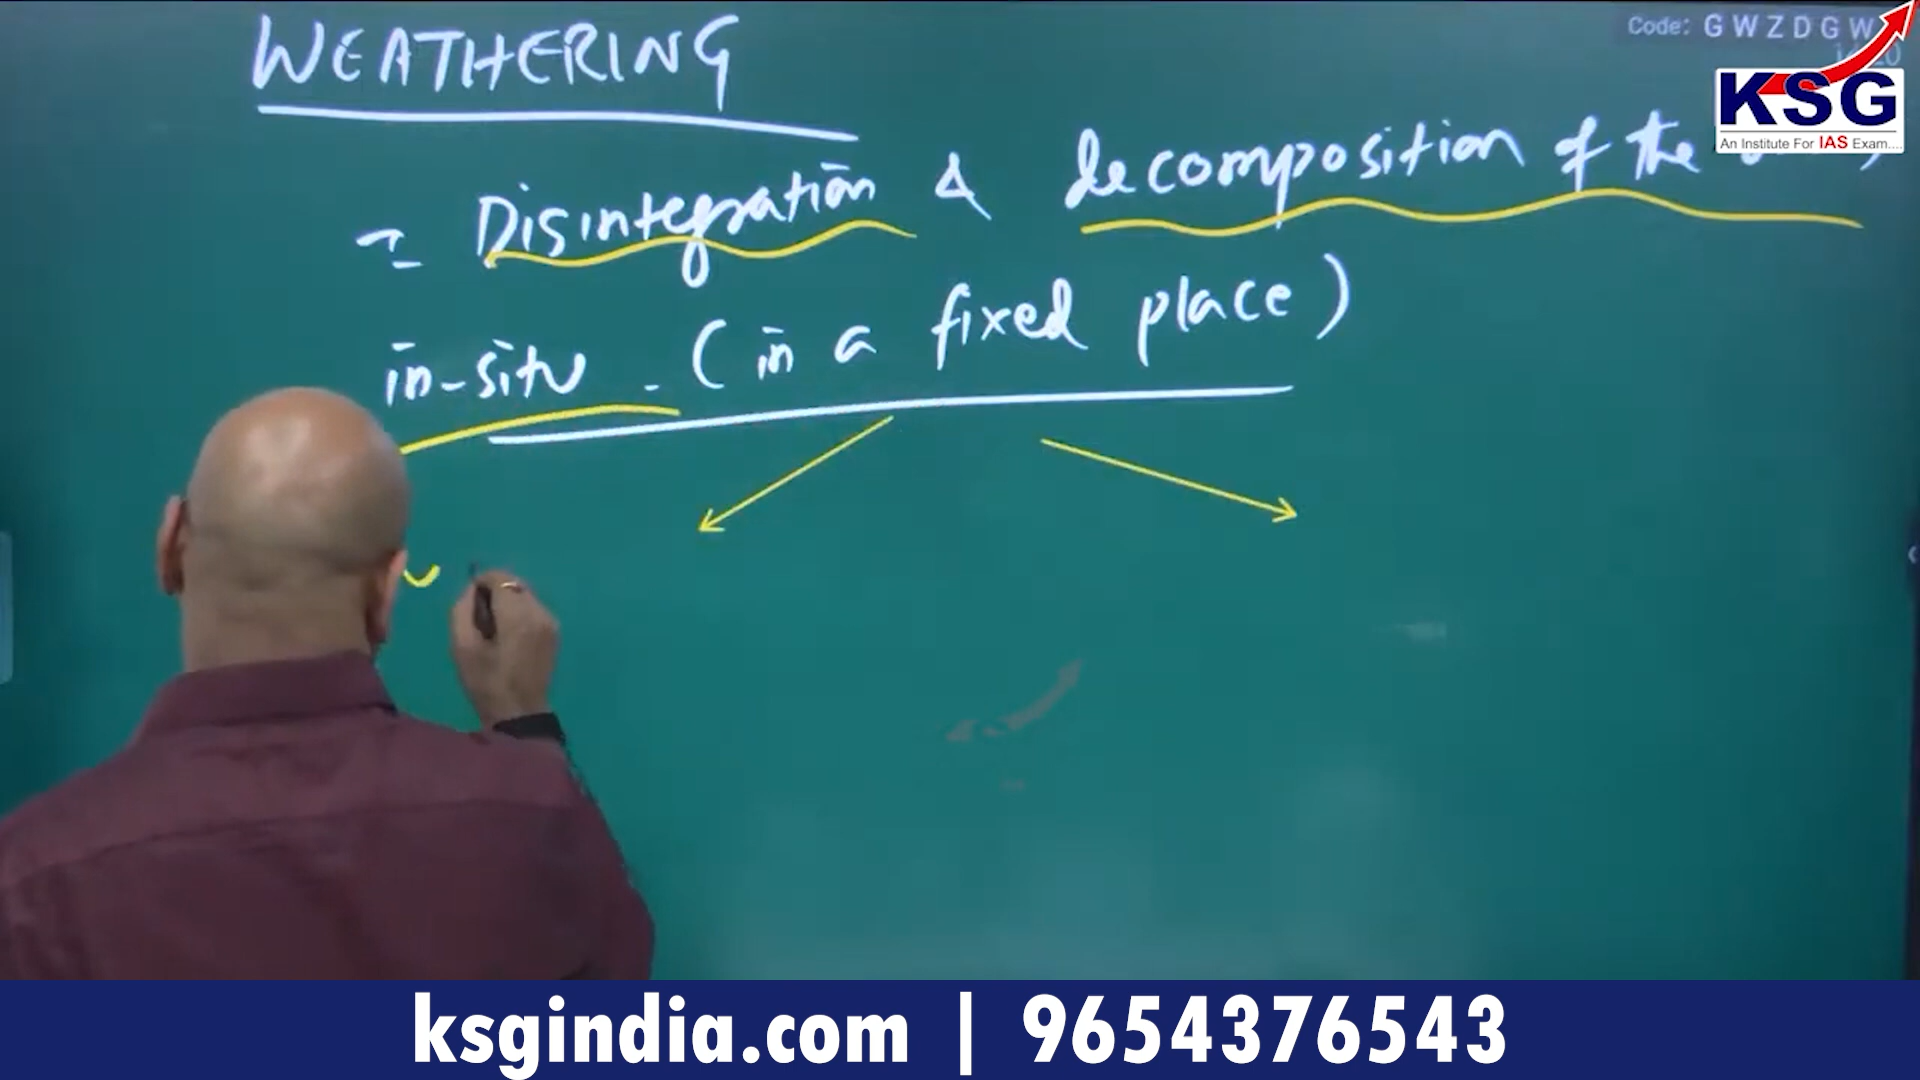 WEATHERING
Code: GWZDGW
KSG
An Institute For IAS Exam....
= Disintegration & decomposition of the
in-situ - (in a fixed place)
ksgindia.com | 9654376543